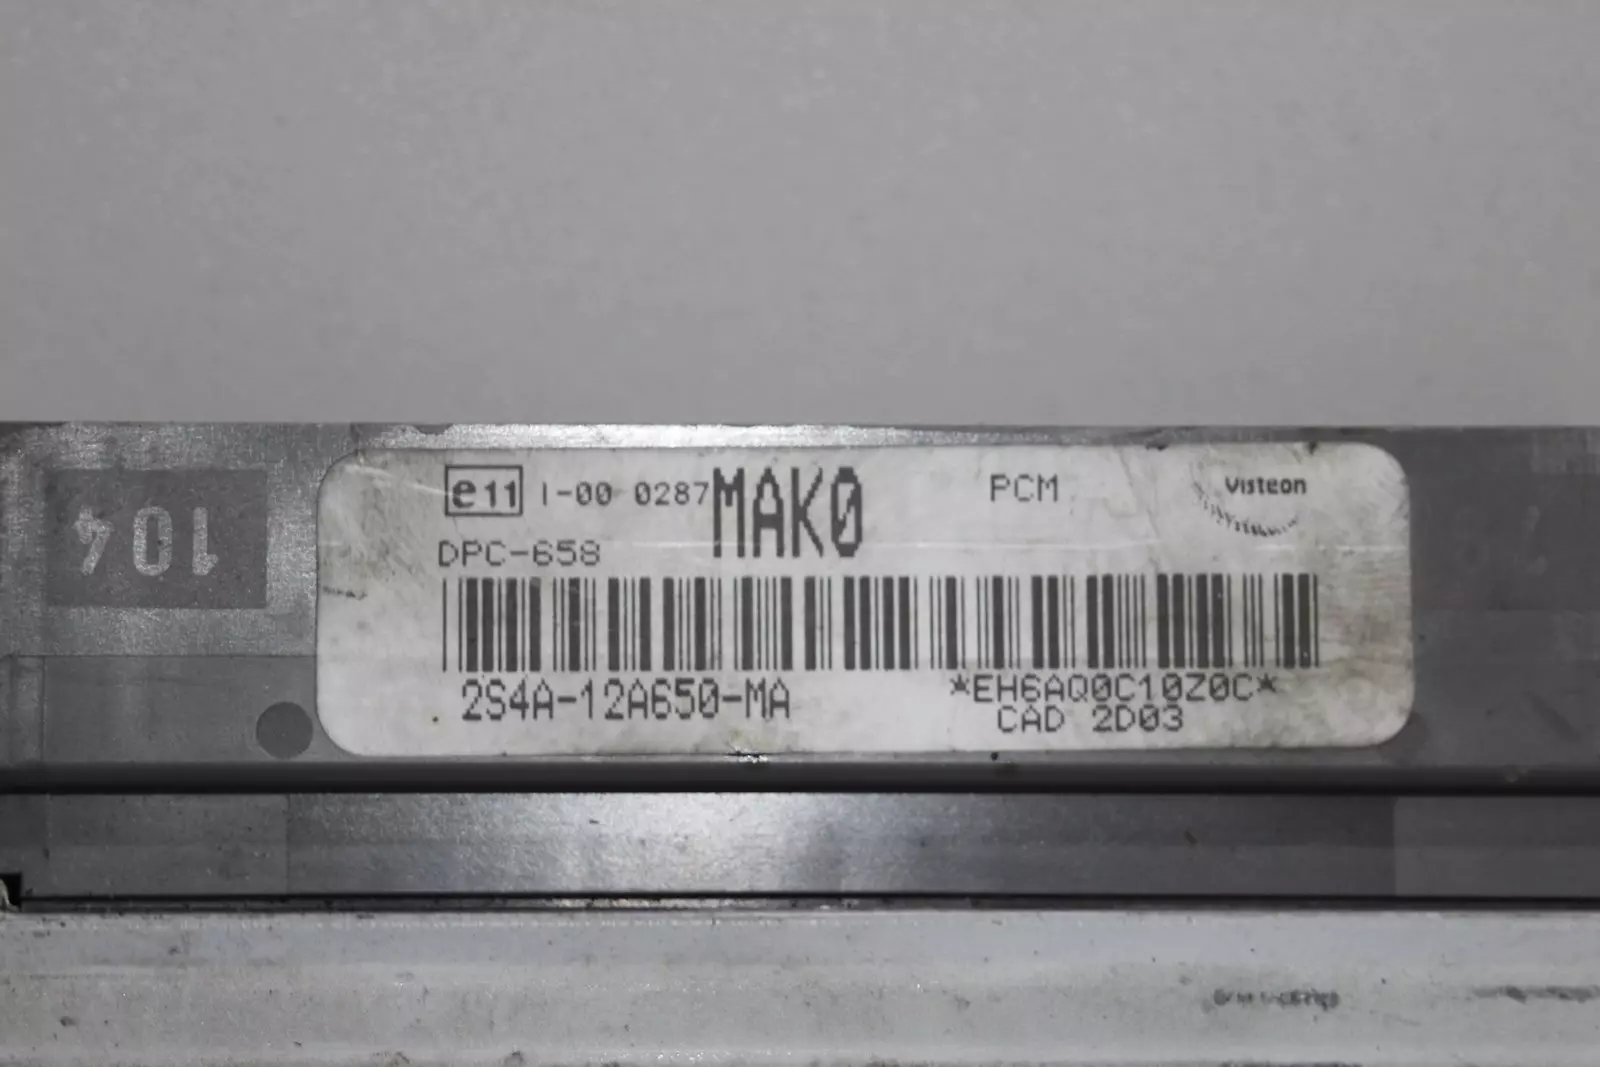 e11 I-00 0287 MAK0 PCM Visteon
DPC-658
104
2S4A-12A650-MA *EH6AQ0C10Z0C*
CAD 2D03